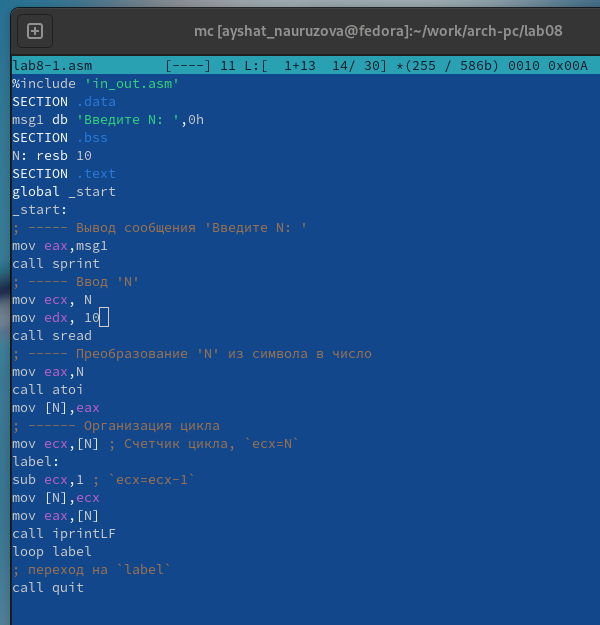 mc [ayshat_nauruzova@fedora]:~/work/arch-pc/lab08
lab8-1.asm [----] 11 L:[ 1+13 14/ 30] *(255 / 586b) 0010 0x00A
%include 'in_out.asm'
SECTION .data
msg1 db 'Введите N: ',0h
SECTION .bss
N: resb 10
SECTION .text
global _start
_start:
; ----- Вывод сообщения 'Введите N: '
mov eax,msg1
call sprint
; ----- Ввод 'N'
mov ecx, N
mov edx, 10
call sread
; ----- Преобразование 'N' из символа в число
mov eax,N
call atoi
mov [N],eax
; ------ Организация цикла
mov ecx,[N] ; Счетчик цикла, `ecx=N`
label:
sub ecx,1 ; `ecx=ecx-1`
mov [N],ecx
mov eax,[N]
call iprintLF
loop label
; переход на `label`
call quit